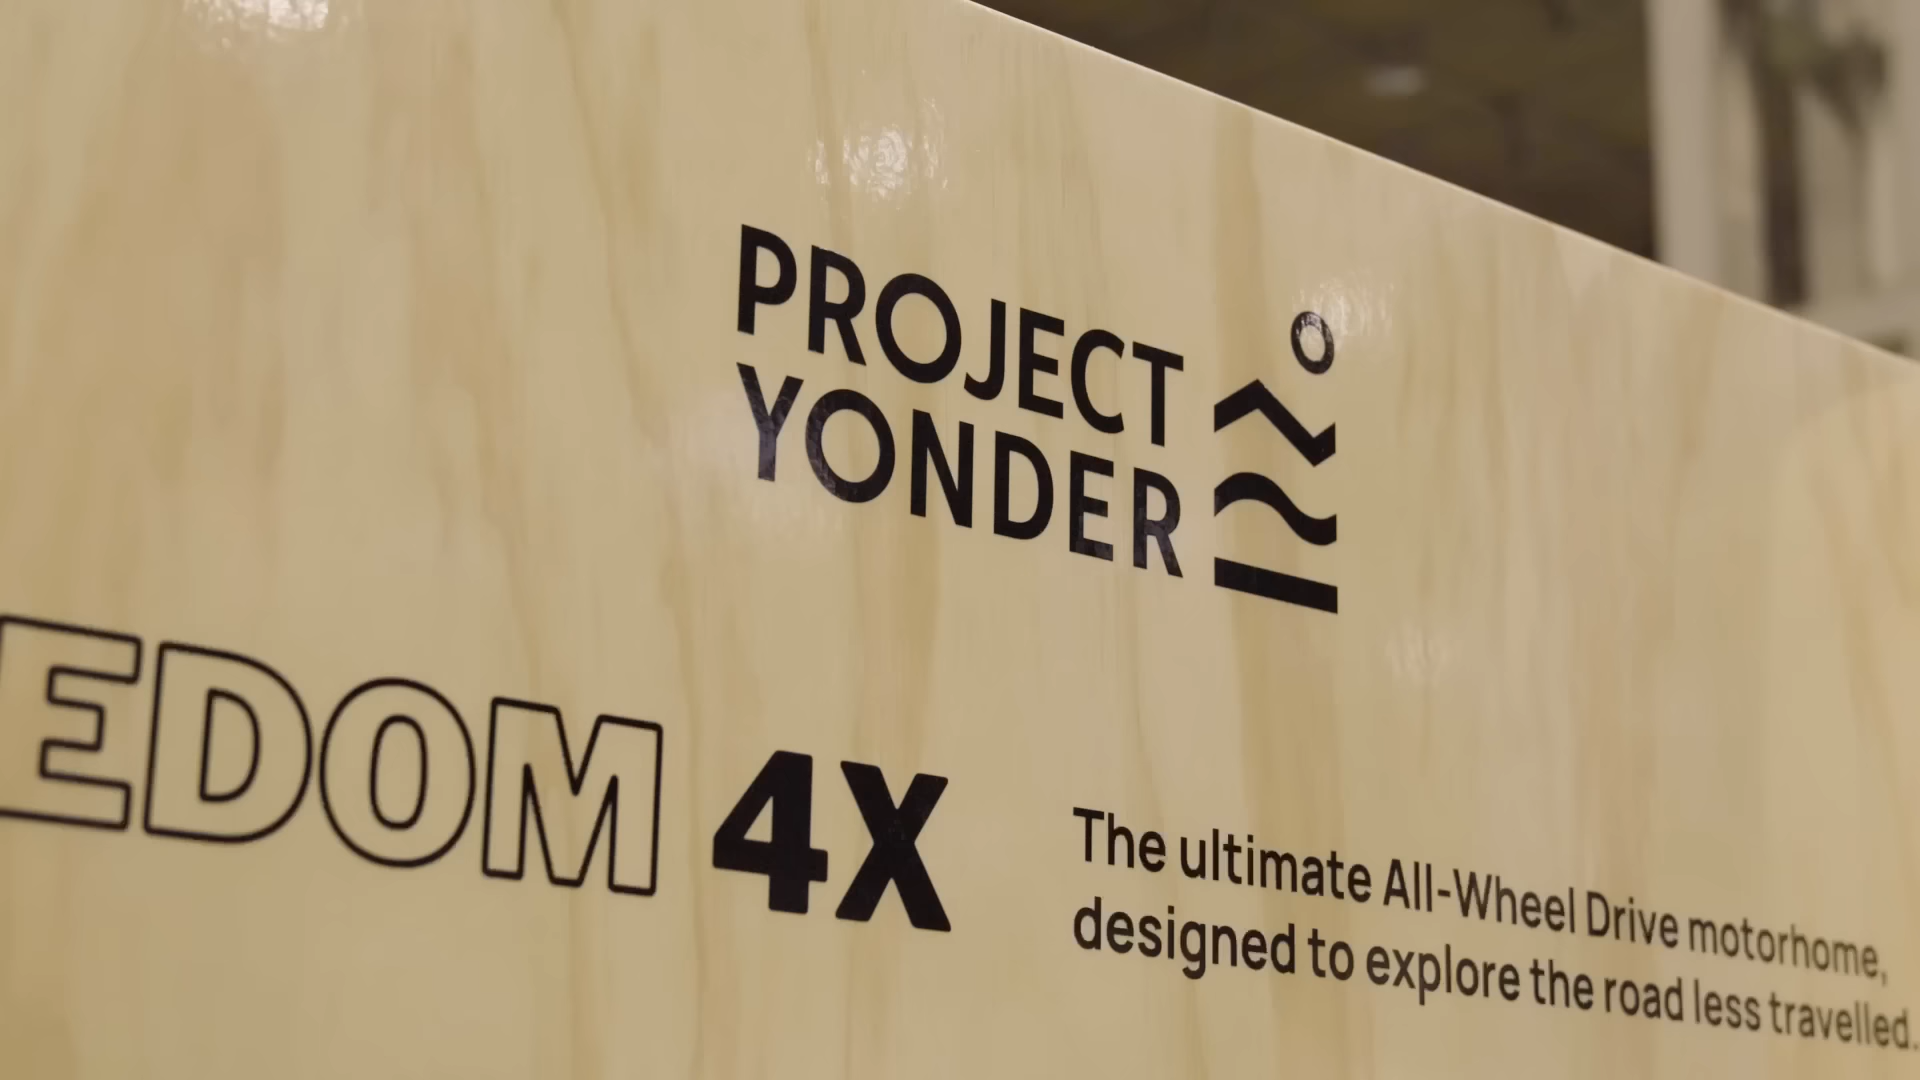 PROJECT
YONDER
EDOM 4X
The ultimate All-Wheel Drive motorhome,
designed to explore the road less travelled.